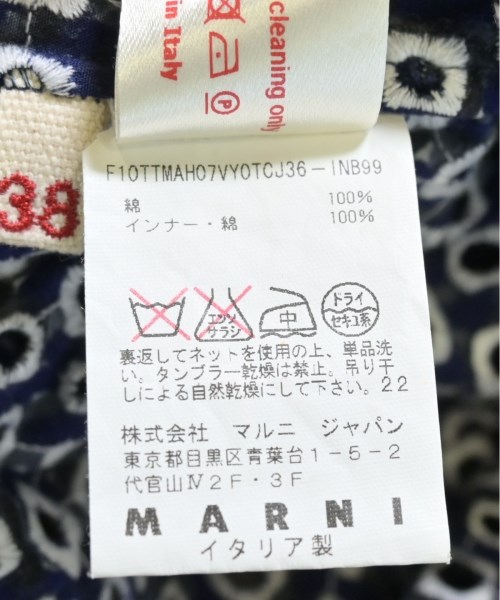 cleaning only
in Italy
P
38
F10TTMAH07VY0TCJ36-INB99
綿 100%
インナー・綿 100%
エンソ
サラシ
中
ドライ
セキユ系
裏返してネットを使用の上、単品洗
い。タンブラー乾燥は禁止。吊り干
しによる自然乾燥にして下さい。22
株式会社 マルニ ジャパン
東京都目黒区青葉台1-5-2
代官山Ⅳ2F・3F
MARNI
イタリア製